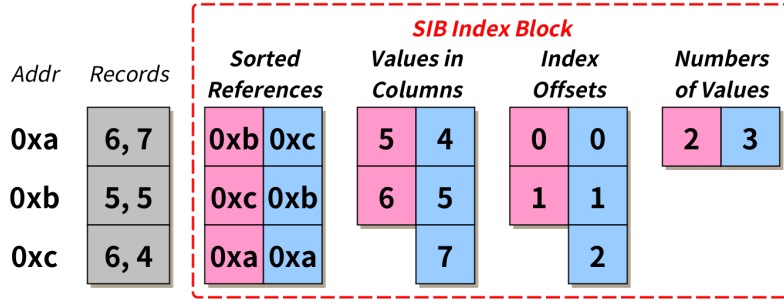 SIB Index Block
Addr Records Sorted References Values in Columns Index Offsets Numbers of Values
0xa 6, 7 0xb 0xc 5 4 0 0 2 3
0xb 5, 5 0xc 0xb 6 5 1 1
0xc 6, 4 0xa 0xa 7 2